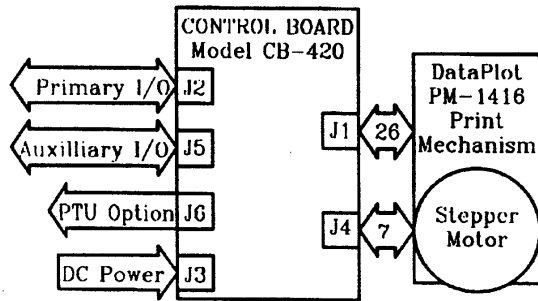 CONTROL BOARD
Model CB-420
Primary I/O
J2
Auxilliary I/O
J5
PTU Option
J6
DC Power
J3
J1
26
J4
7
DataPlot
PM-1416
Print
Mechanism
Stepper
Motor